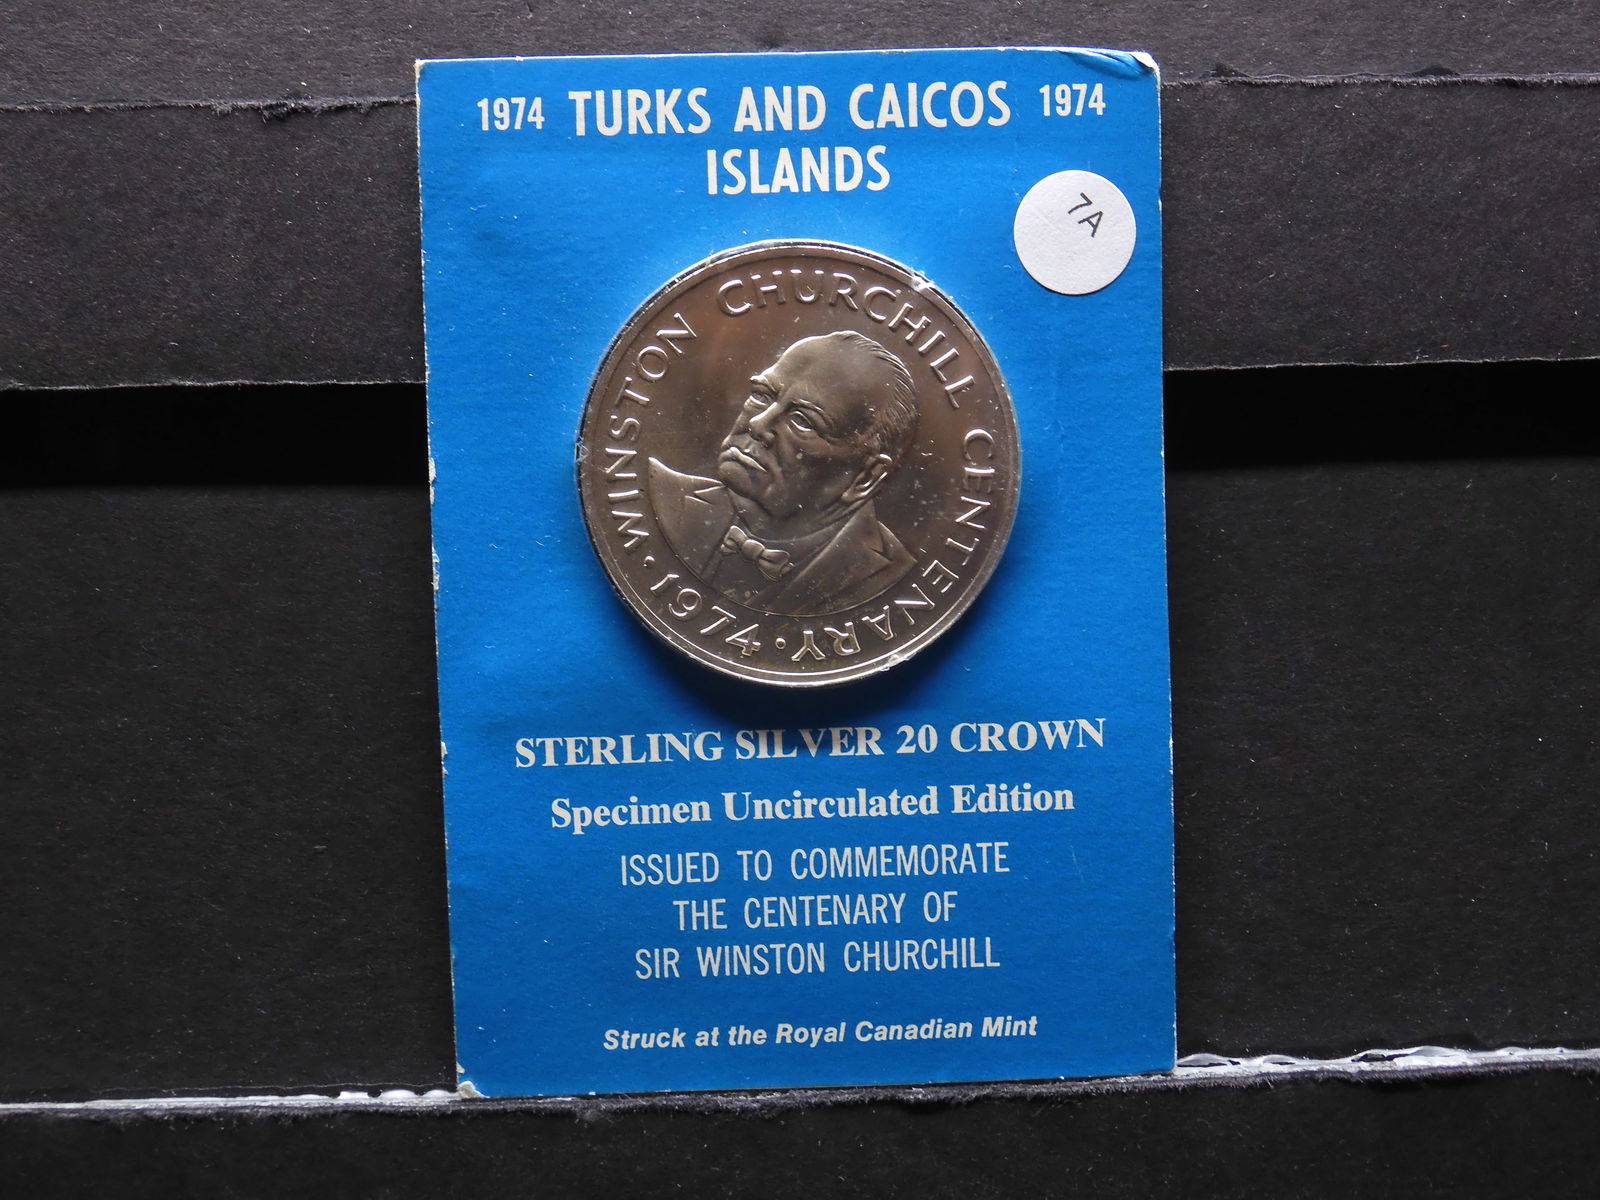 1974 TURKS AND CAICOS 1974
ISLANDS
7A
WINSTON CHURCHILL CENTENARY · 1974 ·
STERLING SILVER 20 CROWN
Specimen Uncirculated Edition
ISSUED TO COMMEMORATE
THE CENTENARY OF
SIR WINSTON CHURCHILL
Struck at the Royal Canadian Mint